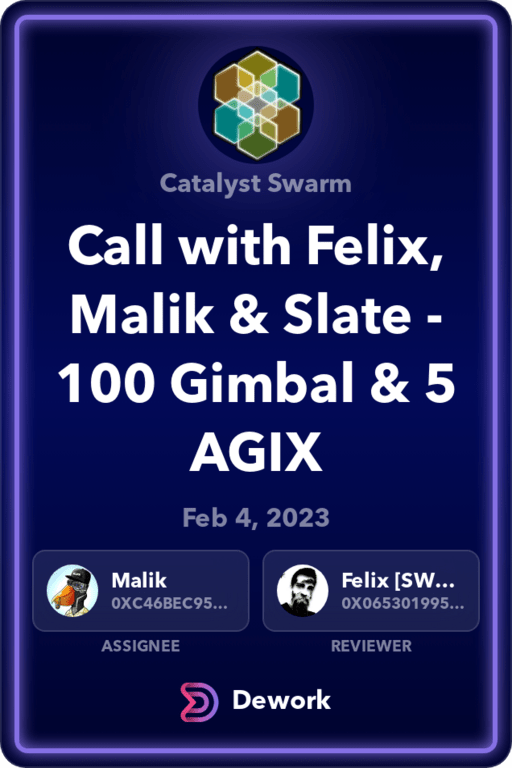 Catalyst Swarm
Call with Felix,
Malik & Slate -
100 Gimbal & 5
AGIX
Feb 4, 2023
Malik
0XC46BEC95...
ASSIGNEE
Felix [SW...
0X065301995...
REVIEWER
Dework